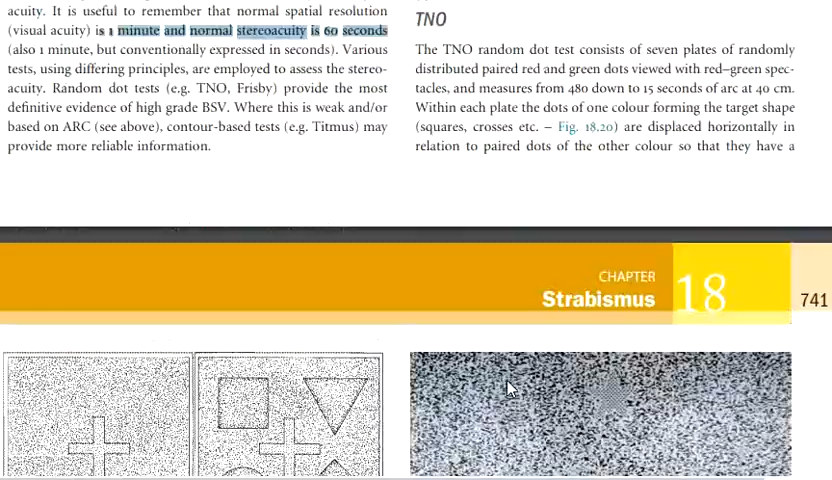 acuity. It is useful to remember that normal spatial resolution
(visual acuity) is 1 minute and normal stereoacuity is 60 seconds
(also 1 minute, but conventionally expressed in seconds). Various
tests, using differing principles, are employed to assess the stereo-
acuity. Random dot tests (e.g. TNO, Frisby) provide the most
definitive evidence of high grade BSV. Where this is weak and/or
based on ARC (see above), contour-based tests (e.g. Titmus) may
provide more reliable information.
TNO
The TNO random dot test consists of seven plates of randomly
distributed paired red and green dots viewed with red–green spec-
tacles, and measures from 480 down to 15 seconds of arc at 40 cm.
Within each plate the dots of one colour forming the target shape
(squares, crosses etc. – Fig. 18.20) are displaced horizontally in
relation to paired dots of the other colour so that they have a
CHAPTER
Strabismus
18
741